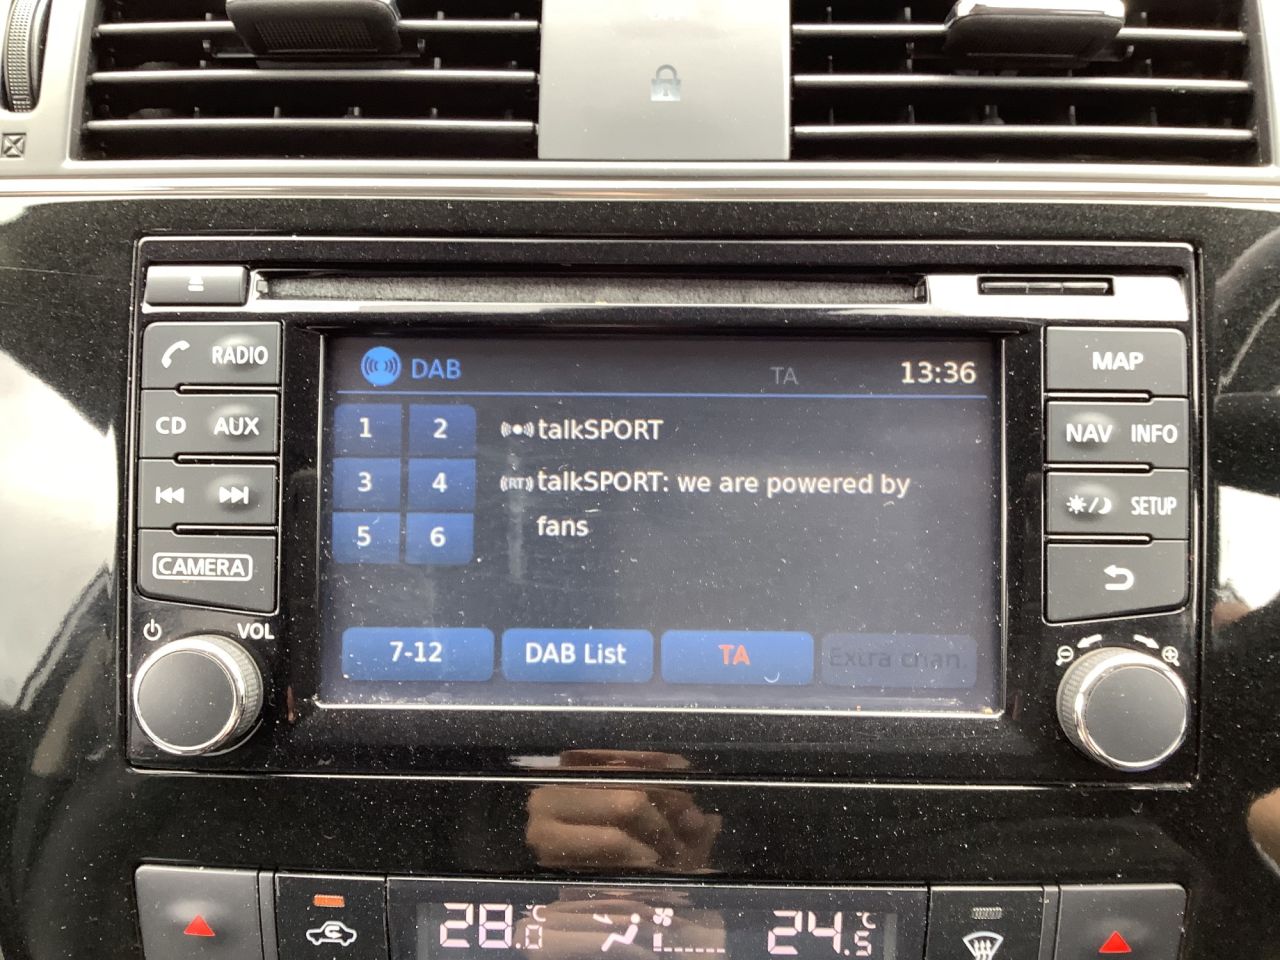 RADIO
CD AUX
CAMERA
VOL
DAB TA 13:36
1 2
3 4
5 6
talkSPORT
RT talkSPORT: we are powered by
fans
7-12 DAB List TA Extra chan.
MAP
NAV INFO
SETUP
28.0 °C
24.5 °C